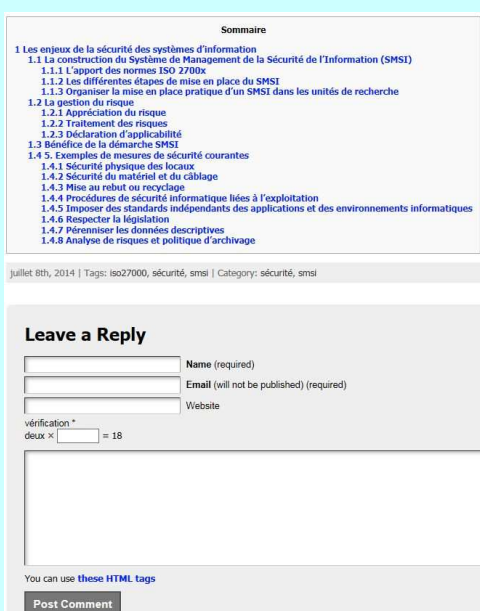 Sommaire
1 Les enjeux de la sécurité des systèmes d'information
1.1 La construction du Système de Management de la Sécurité de l'Information (SMSI)
1.1.1 L'apport des normes ISO 2700x
1.1.2 Les différentes étapes de mise en place du SMSI
1.1.3 Organiser la mise en place pratique d'un SMSI dans les unités de recherche
1.2 La gestion du risque
1.2.1 Appréciation du risque
1.2.2 Traitement des risques
1.2.3 Déclaration d'applicabilité
1.3 Bénéfice de la démarche SMSI
1.4 5. Exemples de mesures de sécurité courantes
1.4.1 Sécurité physique des locaux
1.4.2 Sécurité du matériel et du câblage
1.4.3 Mise au rebut ou recyclage
1.4.4 Procédures de sécurité informatique liées à l'exploitation
1.4.5 Imposer des standards indépendants des applications et des environnements informatiques
1.4.6 Respecter la législation
1.4.7 Pérenniser les données descriptives
1.4.8 Analyse de risques et politique d'archivage
juillet 8th, 2014 | Tags: iso27000, sécurité, smsi | Category: sécurité, smsi
Leave a Reply
Name (required)
Email (will not be published) (required)
Website
vérification *
deux × = 18
You can use these HTML tags
Post Comment